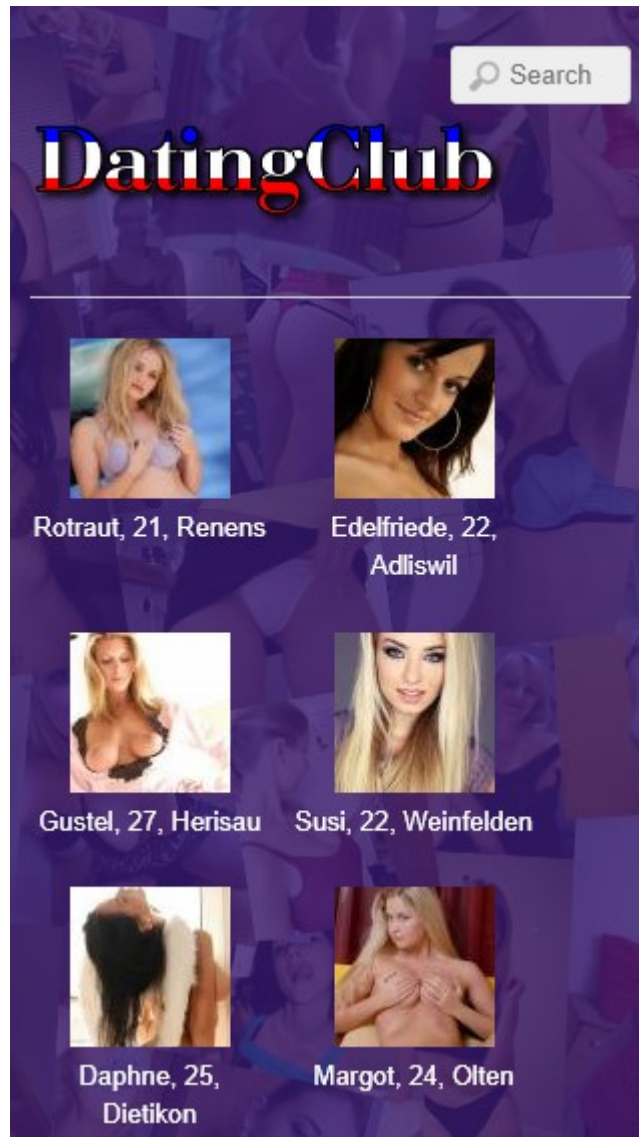 Search
DatingClub
Rotraut, 21, Renens
Edelfriede, 22,
Adliswil
Gustel, 27, Herisau
Susi, 22, Weinfelden
Daphne, 25,
Dietikon
Margot, 24, Olten